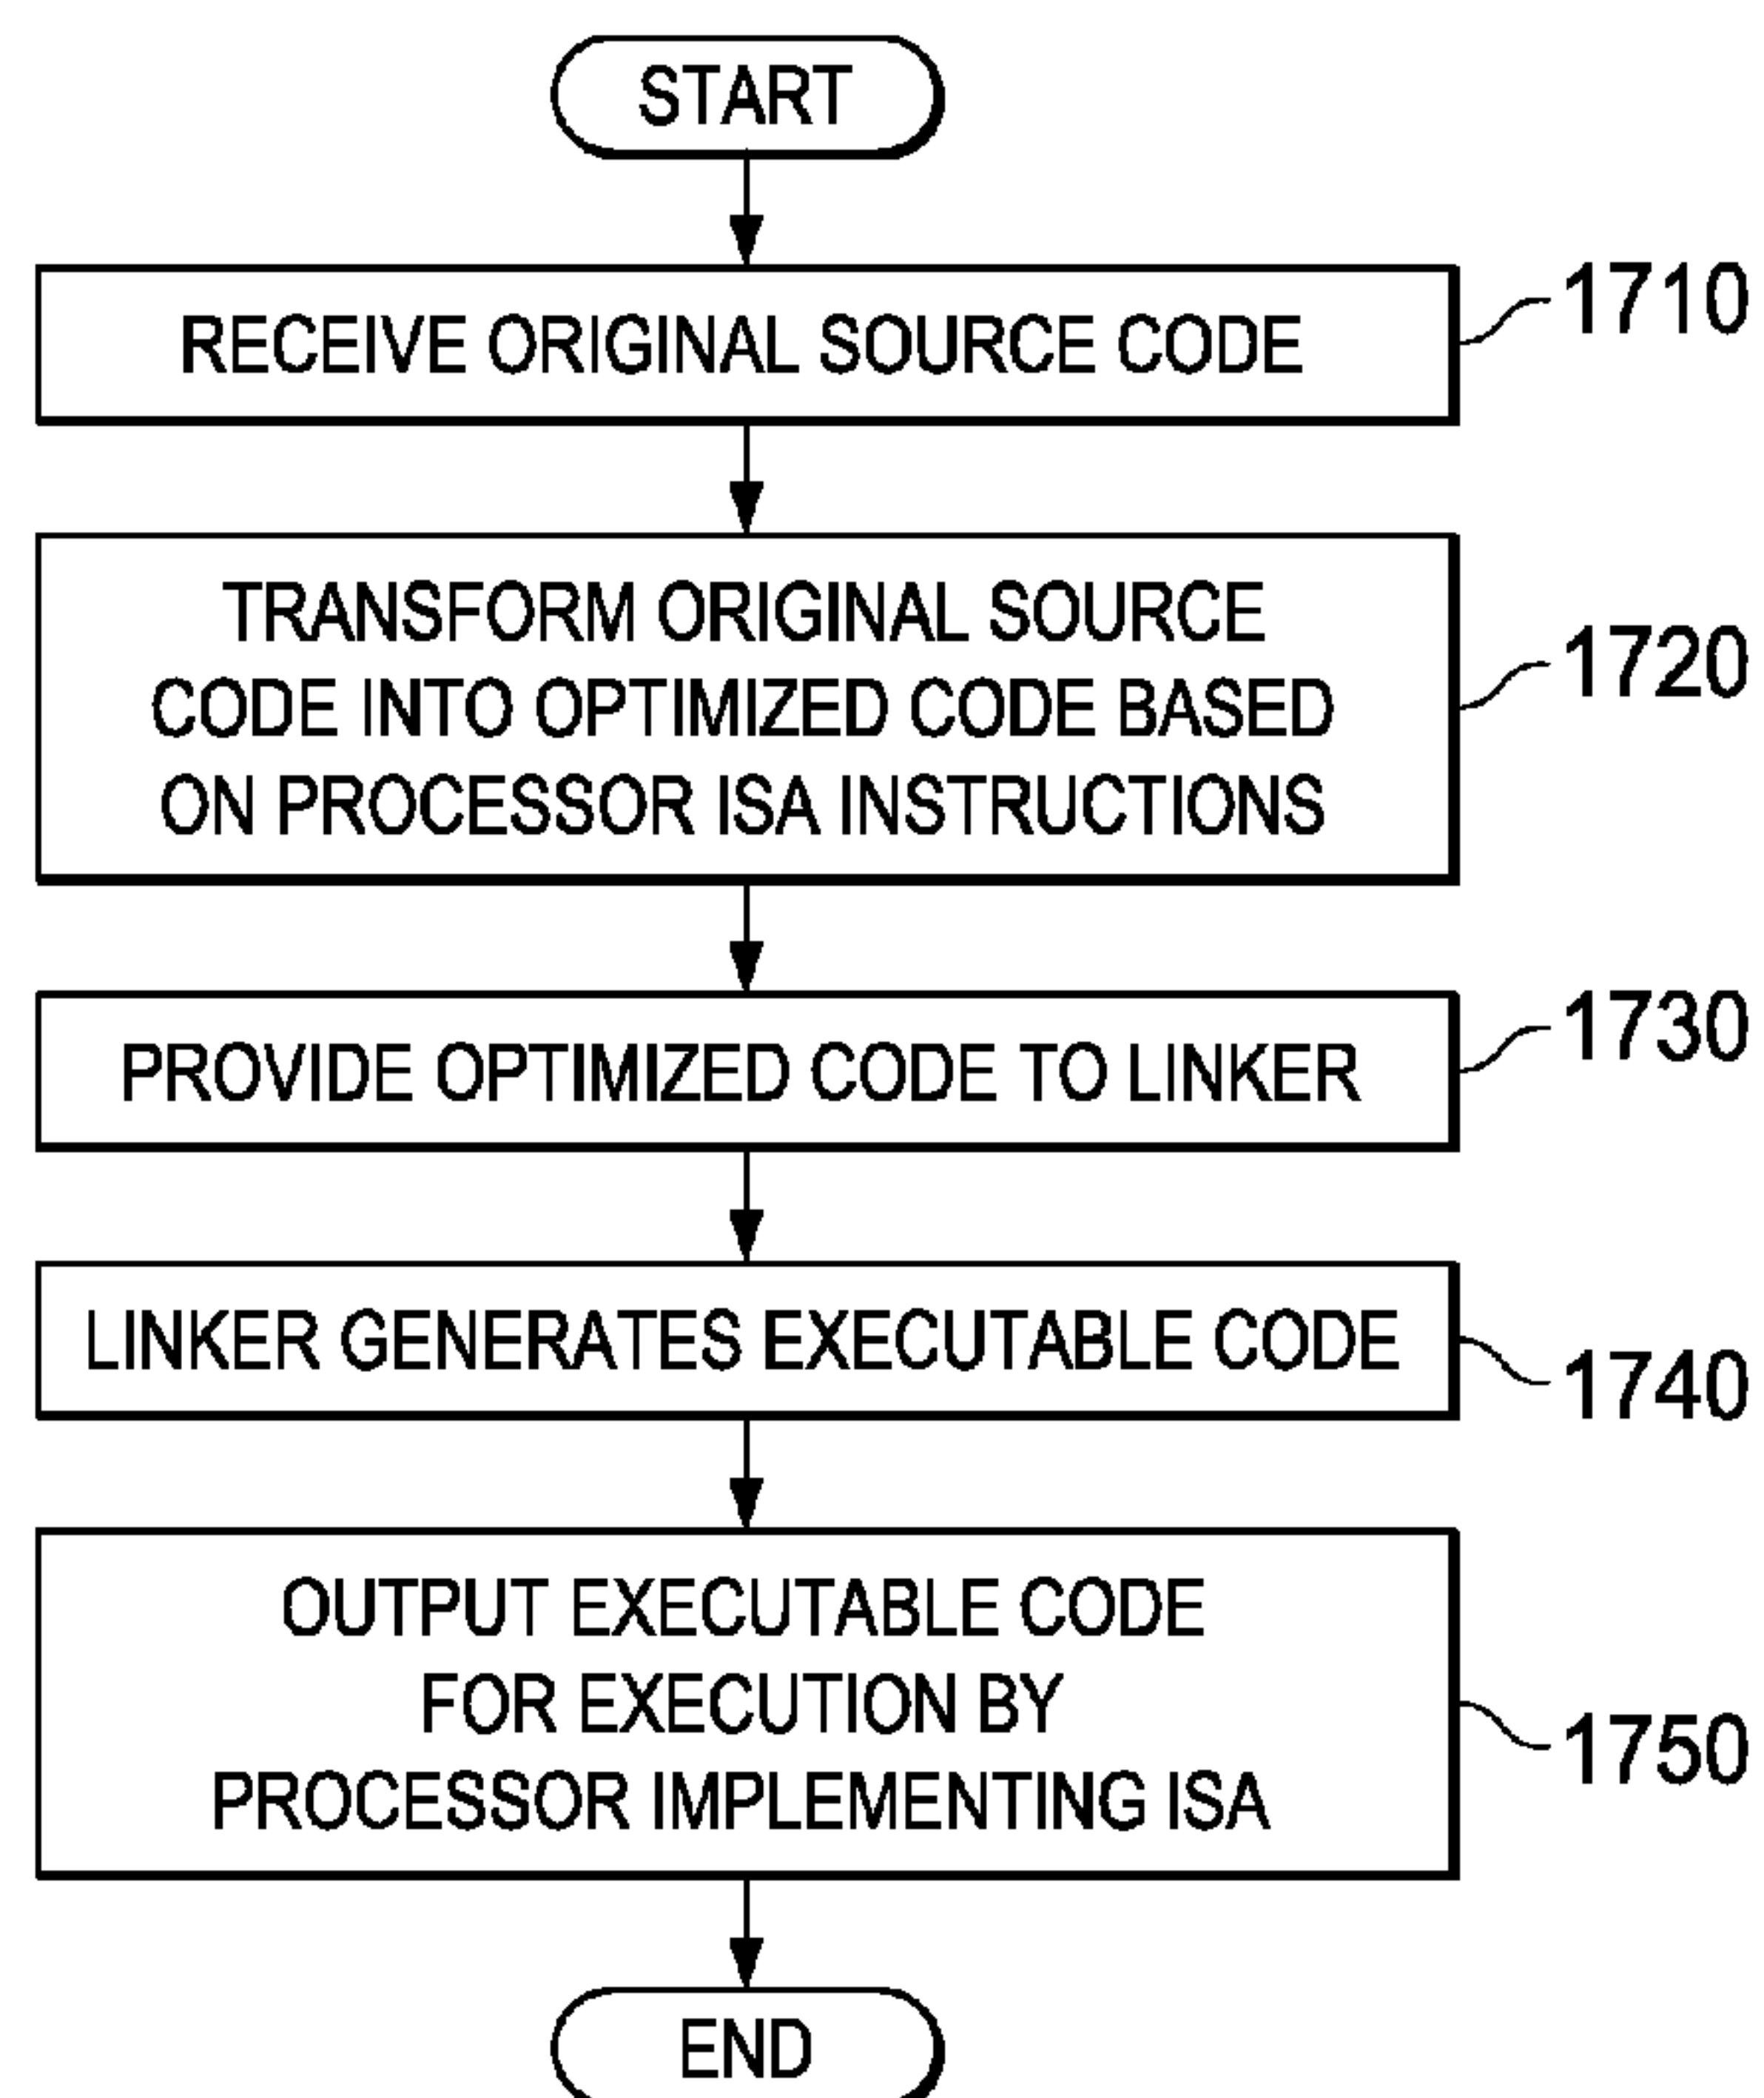 START
RECEIVE ORIGINAL SOURCE CODE
1710
TRANSFORM ORIGINAL SOURCE
CODE INTO OPTIMIZED CODE BASED
ON PROCESSOR ISA INSTRUCTIONS
1720
PROVIDE OPTIMIZED CODE TO LINKER
1730
LINKER GENERATES EXECUTABLE CODE
1740
OUTPUT EXECUTABLE CODE
FOR EXECUTION BY
PROCESSOR IMPLEMENTING ISA
1750
END